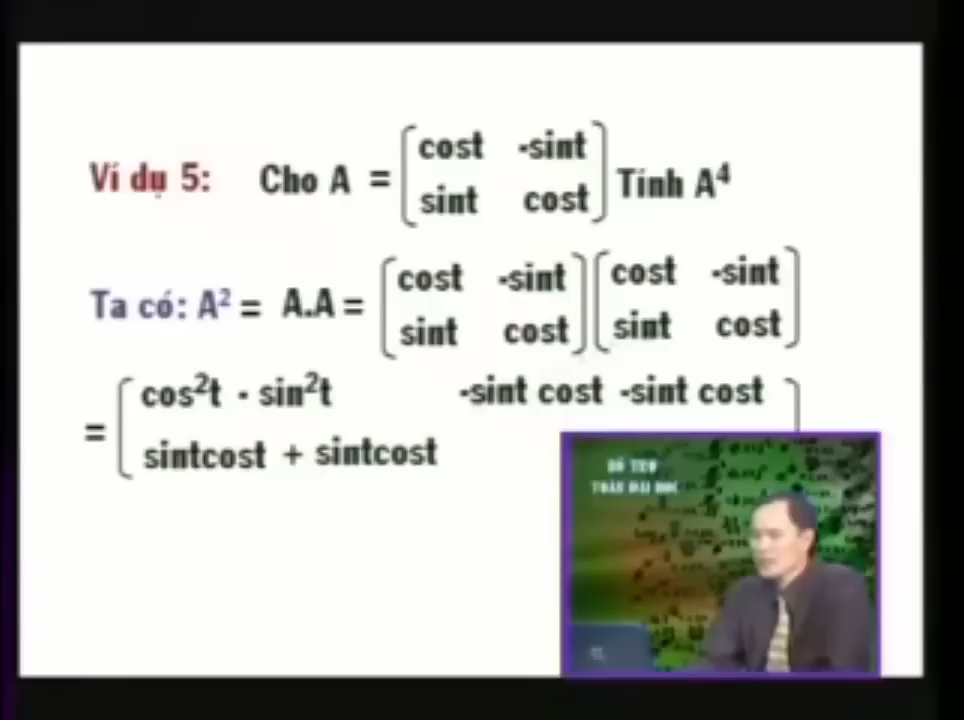 Ví dụ 5: Cho A = [cost -sint; sint cost] Tính A⁴
Ta có: A² = A.A = [cost -sint; sint cost] [cost -sint; sint cost]
= [cos²t - sin²t -sint cost -sint cost
sintcost + sintcost